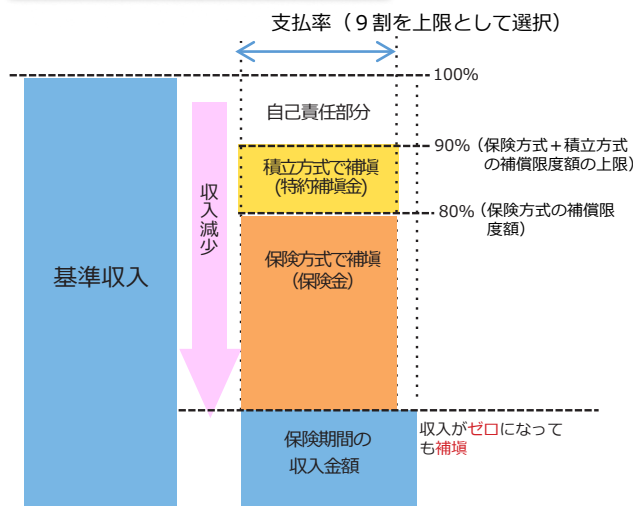 支払率（９割を上限として選択）
100%
自己責任部分
90%（保険方式＋積立方式
の補償限度額の上限）
積立方式で補塡
(特約補塡金)
80%（保険方式の補償限
度額）
収入減少
基準収入
保険方式で補塡
（保険金）
収入がゼロになって
も補塡
保険期間の
収入金額